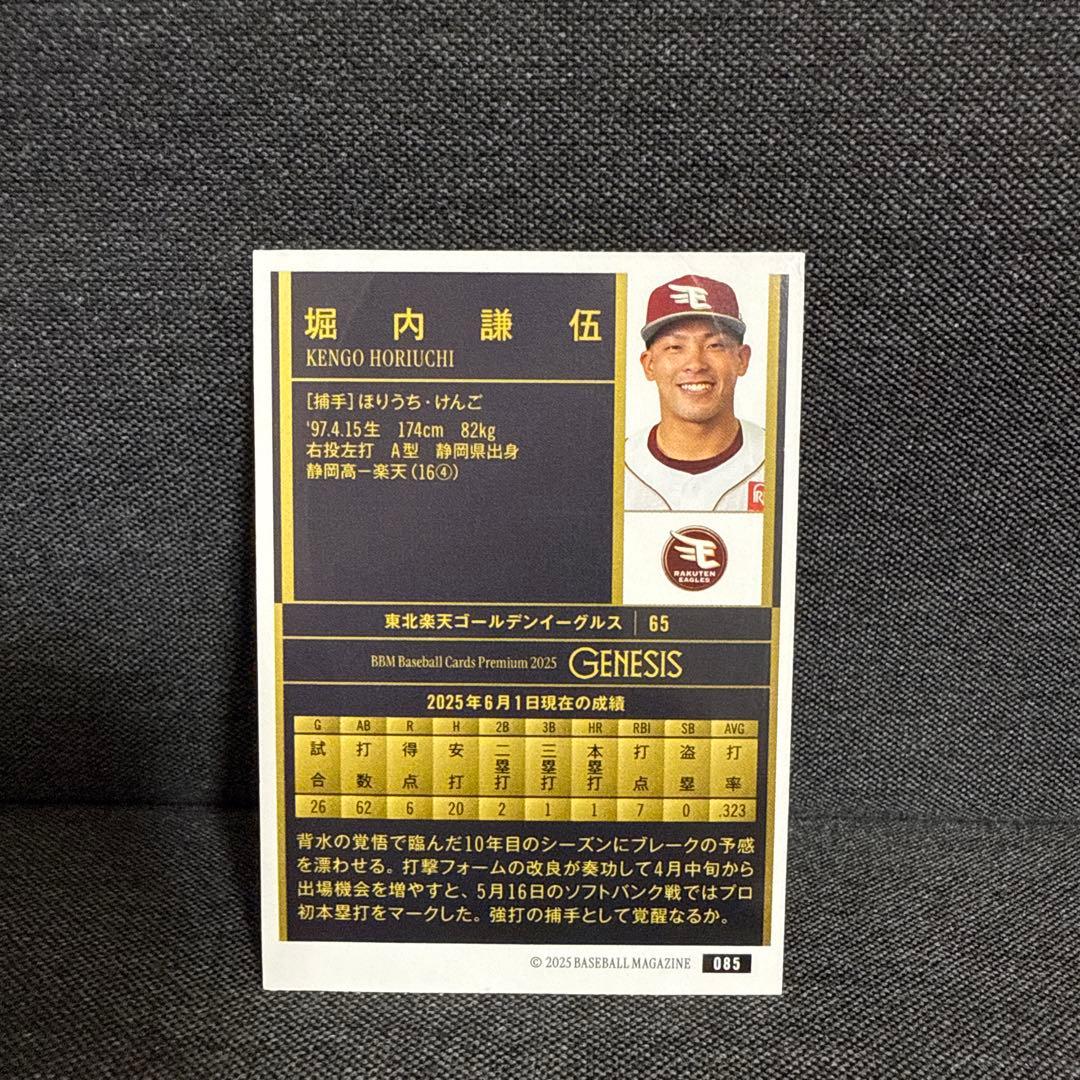 堀内謙伍
KENGO HORIUCHI
[捕手]ほりうち・けんご
'97.4.15生 174cm 82kg
右投左打 A型 静岡県出身
静岡高ー楽天(16④)
R
RAKUTEN
EAGLES
東北楽天ゴールデンイーグルス 65
BBM Baseball Cards Premium 2025 GENESIS
2025年6月1日現在の成績
G AB R H 2B 3B HR RBI SB AVG
試合 打数 得点 安打 二塁打 三塁打 本塁打 打点 盗塁 打率
26 62 6 20 2 1 1 7 0 .323
背水の覚悟で臨んだ10年目のシーズンにブレークの予感
を漂わせる。打撃フォームの改良が奏功して4月中旬から
出場機会を増やすと、5月16日のソフトバンク戦ではプロ
初本塁打をマークした。強打の捕手として覚醒なるか。
© 2025 BASEBALL MAGAZINE 085